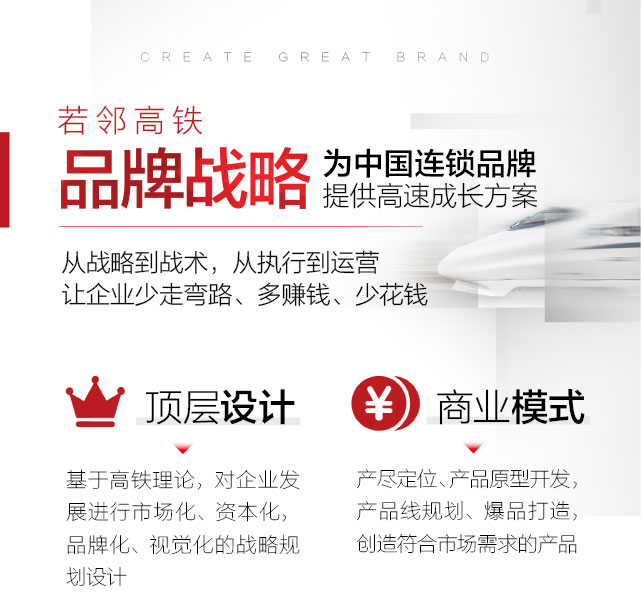 CREATE GREAT BRAND
若邻高铁
品牌战略 为中国连锁品牌
提供高速成长方案
从战略到战术，从执行到运营
让企业少走弯路、多赚钱、少花钱
顶层设计
基于高铁理论，对企业发
展进行市场化、资本化，
品牌化、视觉化的战略规
划设计
商业模式
产尽定位、产品原型开发，
产品线规划、爆品打造，
创造符合市场需求的产品